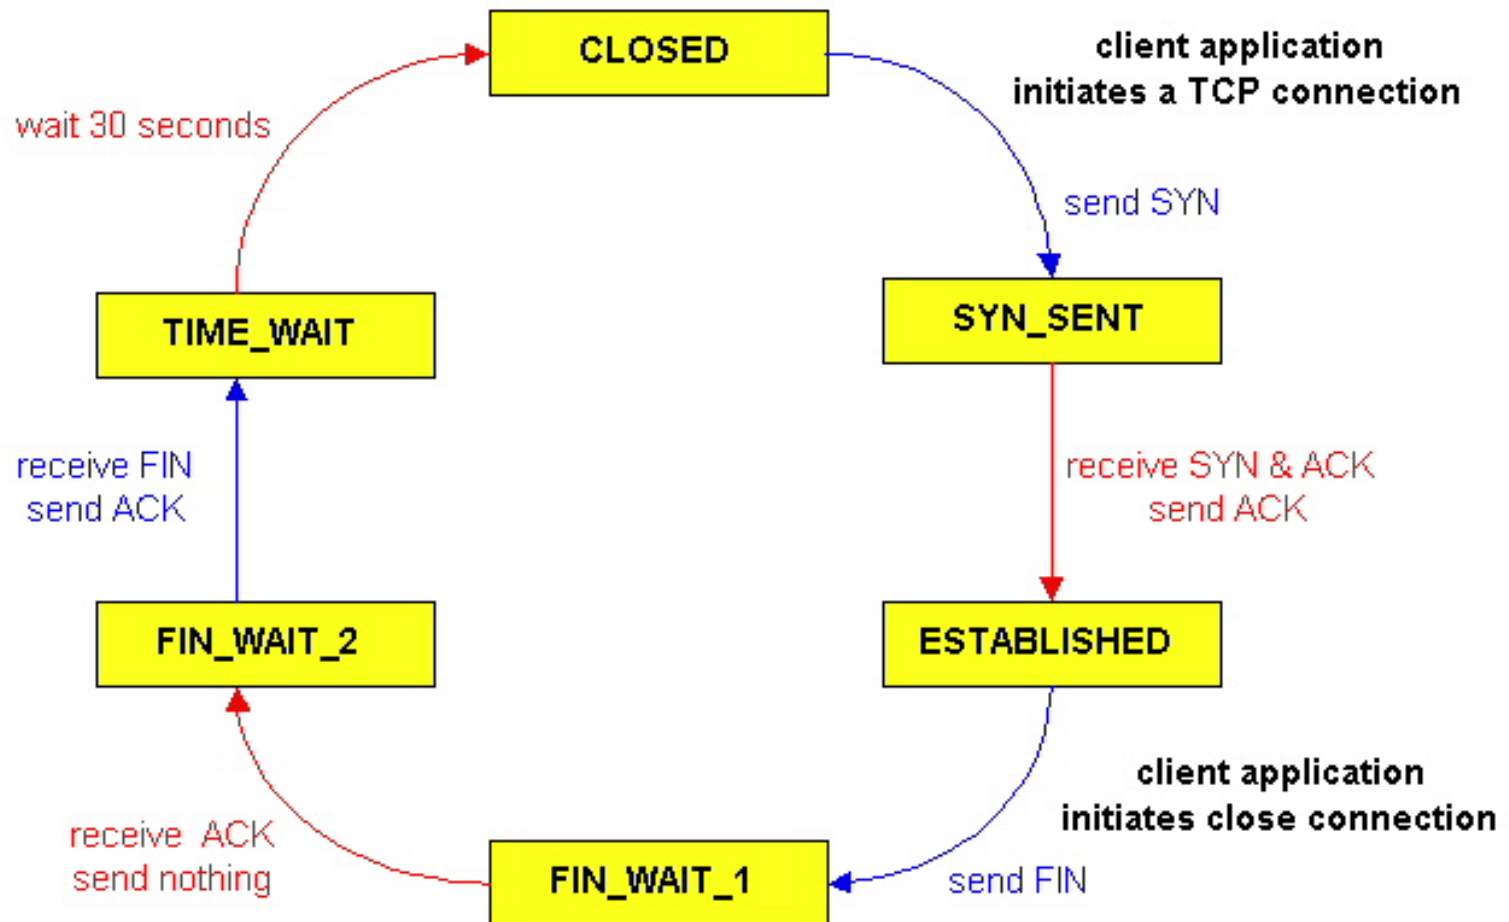 CLOSED
client application
initiates a TCP connection
wait 30 seconds
send SYN
TIME_WAIT
SYN_SENT
receive FIN
send ACK
receive SYN & ACK
send ACK
FIN_WAIT_2
ESTABLISHED
client application
initiates close connection
receive ACK
send nothing
FIN_WAIT_1
send FIN